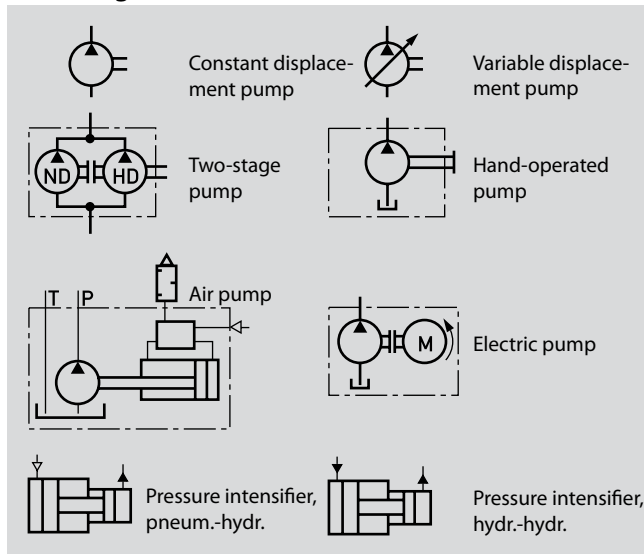 Constant displace-
ment pump
Variable displace-
ment pump
ND
HD
Two-stage
pump
Hand-operated
pump
T
P
Air pump
M
Electric pump
Pressure intensifier,
pneum.-hydr.
Pressure intensifier,
hydr.-hydr.